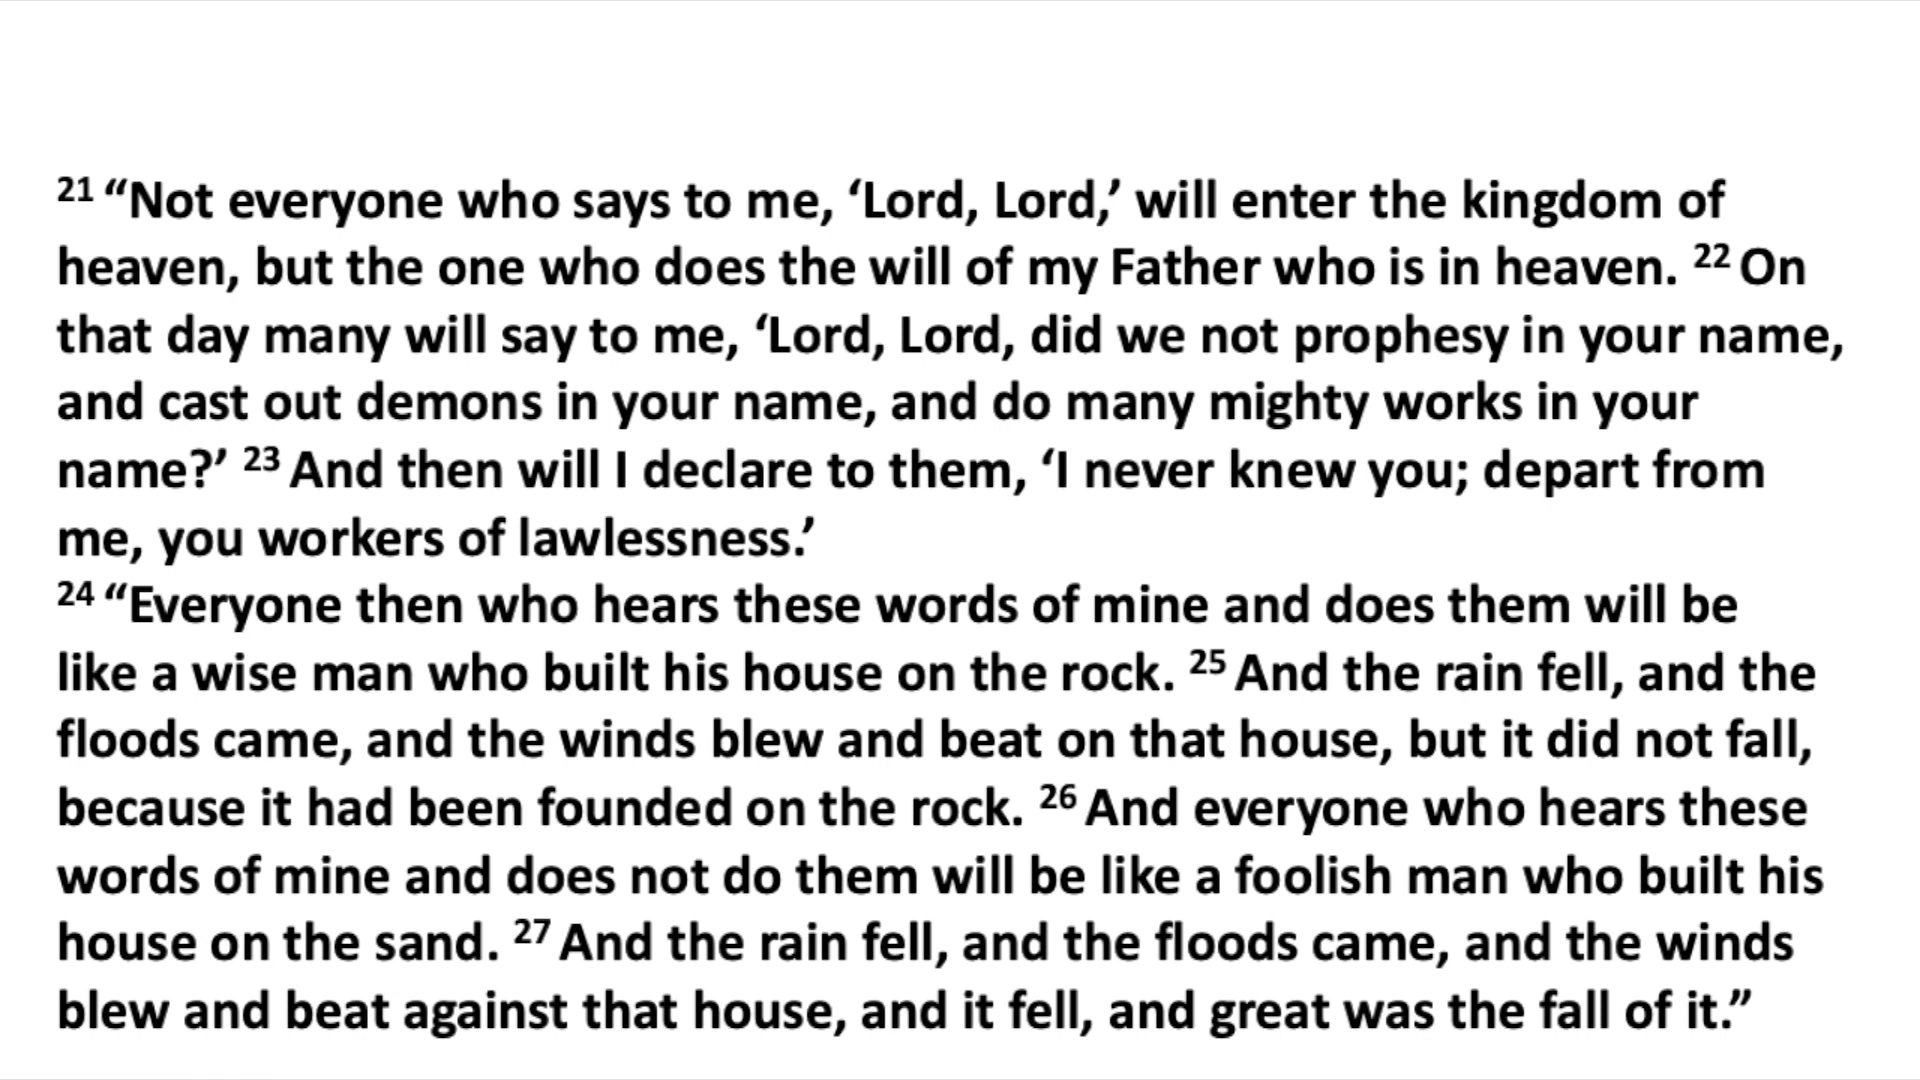 21 “Not everyone who says to me, ‘Lord, Lord,’ will enter the kingdom of
heaven, but the one who does the will of my Father who is in heaven. 22 On
that day many will say to me, ‘Lord, Lord, did we not prophesy in your name,
and cast out demons in your name, and do many mighty works in your
name?’ 23 And then will I declare to them, ‘I never knew you; depart from
me, you workers of lawlessness.’
24 “Everyone then who hears these words of mine and does them will be
like a wise man who built his house on the rock. 25 And the rain fell, and the
floods came, and the winds blew and beat on that house, but it did not fall,
because it had been founded on the rock. 26 And everyone who hears these
words of mine and does not do them will be like a foolish man who built his
house on the sand. 27 And the rain fell, and the floods came, and the winds
blew and beat against that house, and it fell, and great was the fall of it.”